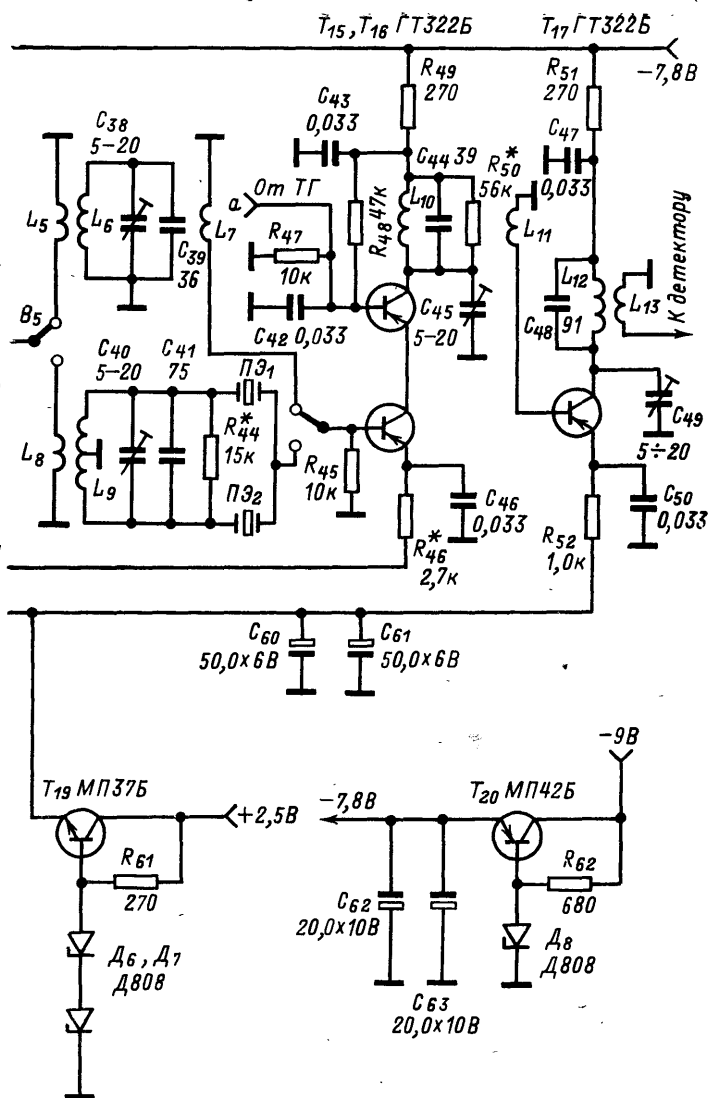 T15, T16 ГТ322Б
T17 ГТ322Б
−7,8В
R49
270
R51
270
C43
0,033
C47
0,033
C38
5−20
C44 39
R50*
56к
От ТГ
а
L5
L6
L7
L10
L11
R48 47к
R47
10к
C39
36
C42 0,033
C45
5−20
L12
L13
К детектору
C48
91
B5
C40
5−20
C41
75
ПЭ1
R44*
15к
C49
5÷20
L8
L9
ПЭ2
R45
10к
C46
0,033
C50
0,033
R46*
2,7к
R52
1,0к
C60
50,0×6В
C61
50,0×6В
−9В
T19 МП37Б
+2,5В
−7,8В
T20 МП42Б
R61
270
R62
680
C62
20,0×10В
Д6, Д7
Д808
Д8
Д808
C63
20,0×10В